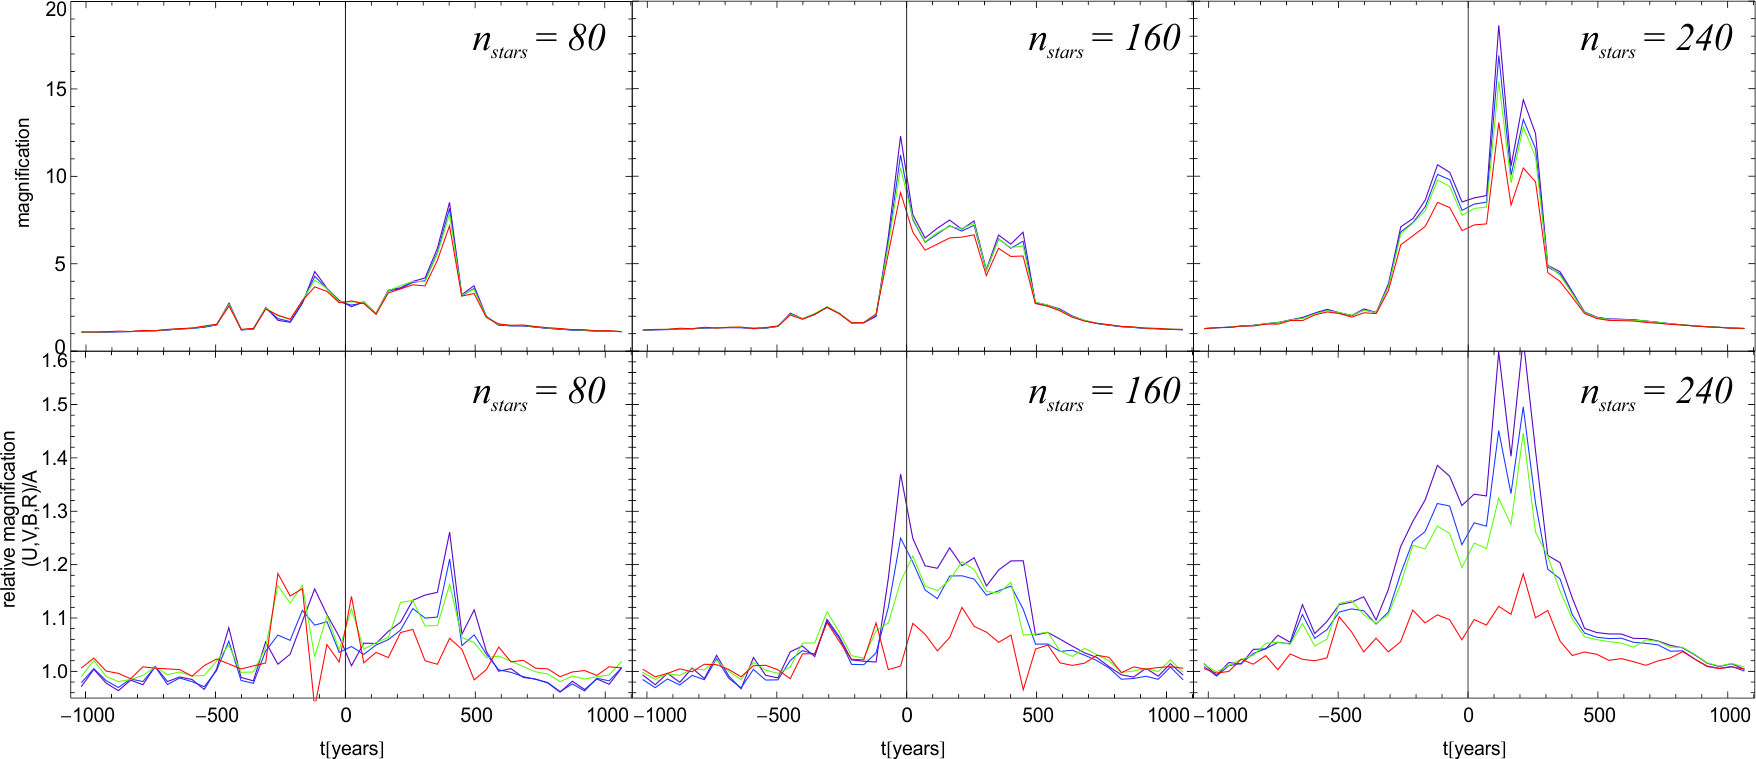 20
15
10
5
0
magnification
n_stars = 80
n_stars = 160
n_stars = 240
1.6
1.5
1.4
1.3
1.2
1.1
1.0
relative magnification
(U,V,B,R)/A
n_stars = 80
n_stars = 160
n_stars = 240
−1000 −500 0 500 1000
−1000 −500 0 500 1000
−1000 −500 0 500 1000
t[years]
t[years]
t[years]